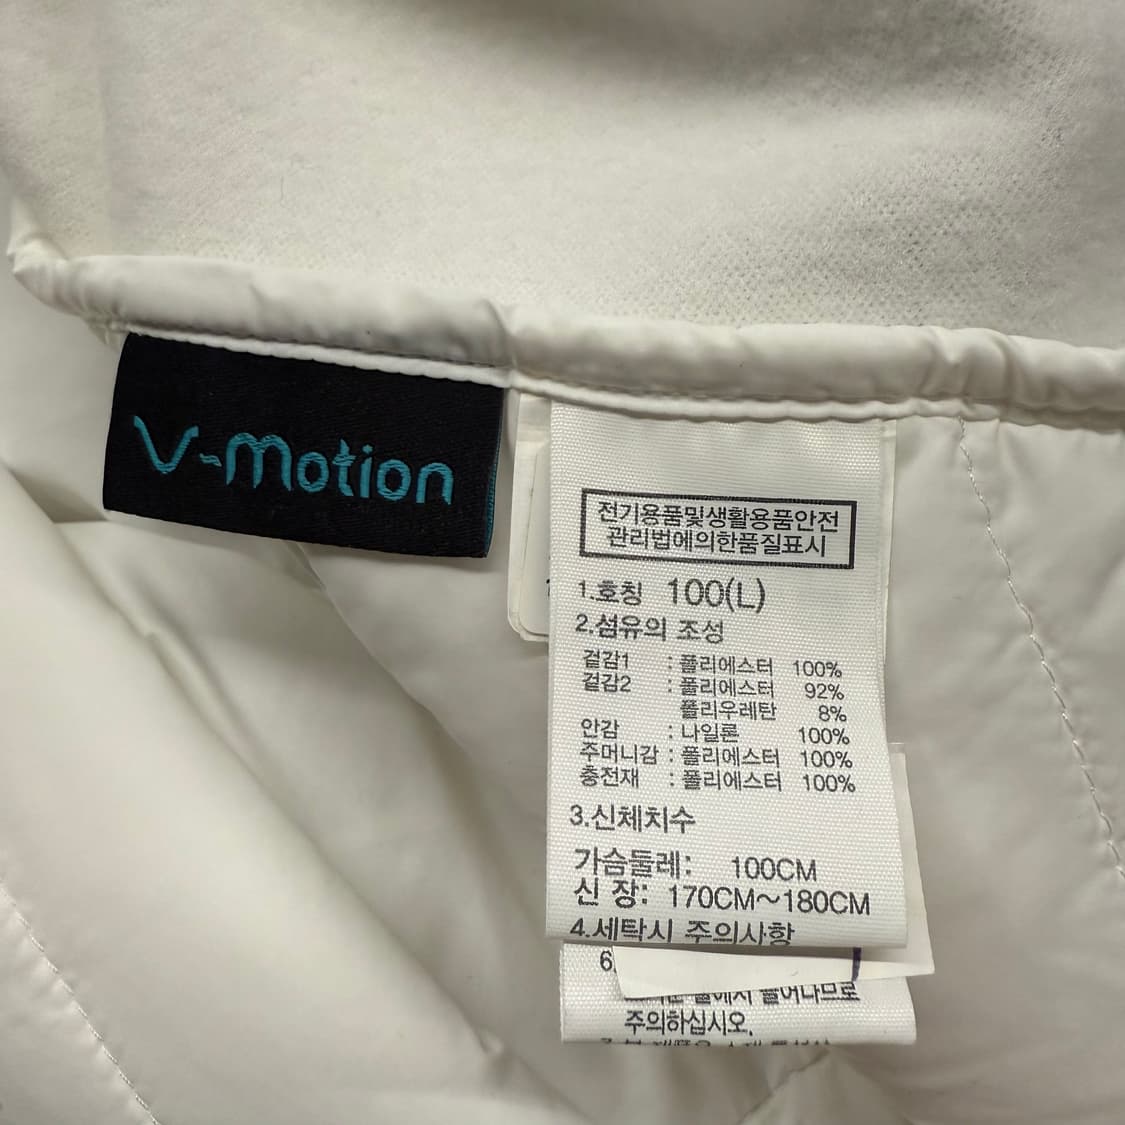 V-Motion
전기용품및생활용품안전
관리법에의한품질표시
1.호칭 100(L)
2.섬유의 조성
겉감1 : 폴리에스터 100%
겉감2 : 폴리에스터 92%
폴리우레탄 8%
안감 : 나일론 100%
주머니감 : 폴리에스터 100%
충전재 : 폴리에스터 100%
3.신체치수
가슴둘레: 100CM
신 장: 170CM~180CM
4.세탁시 주의사항
6.
주의하십시오.